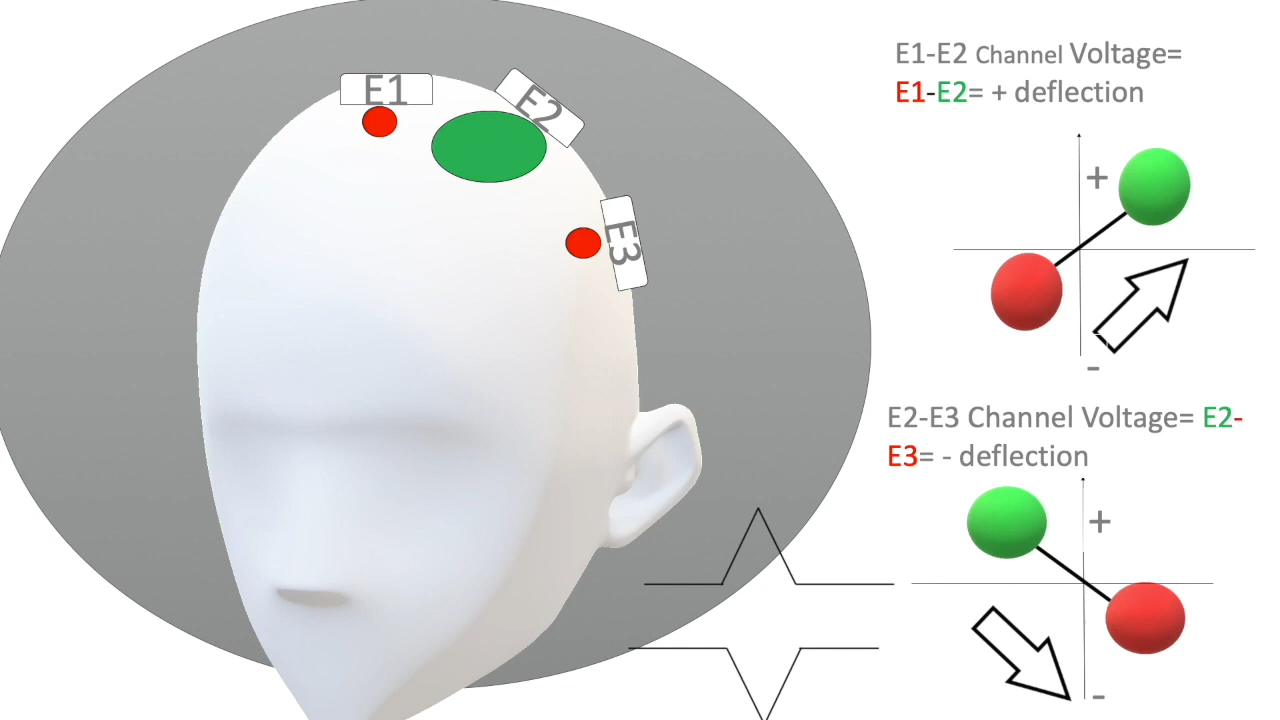 E1
E2
E3
E1-E2 Channel Voltage=
E1-E2= + deflection
+
-
E2-E3 Channel Voltage= E2-
E3= - deflection
+
-